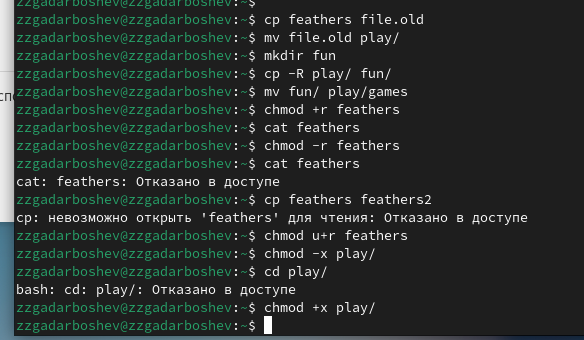 zzgadarboshev@zzgadarboshev:~$
zzgadarboshev@zzgadarboshev:~$ cp feathers file.old
zzgadarboshev@zzgadarboshev:~$ mv file.old play/
zzgadarboshev@zzgadarboshev:~$ mkdir fun
zzgadarboshev@zzgadarboshev:~$ cp -R play/ fun/
zzgadarboshev@zzgadarboshev:~$ mv fun/ play/games
zzgadarboshev@zzgadarboshev:~$ chmod +r feathers
zzgadarboshev@zzgadarboshev:~$ cat feathers
zzgadarboshev@zzgadarboshev:~$ chmod -r feathers
zzgadarboshev@zzgadarboshev:~$ cat feathers
cat: feathers: Отказано в доступе
zzgadarboshev@zzgadarboshev:~$ cp feathers feathers2
cp: невозможно открыть 'feathers' для чтения: Отказано в доступе
zzgadarboshev@zzgadarboshev:~$ chmod u+r feathers
zzgadarboshev@zzgadarboshev:~$ chmod -x play/
zzgadarboshev@zzgadarboshev:~$ cd play/
bash: cd: play/: Отказано в доступе
zzgadarboshev@zzgadarboshev:~$ chmod +x play/
zzgadarboshev@zzgadarboshev:~$